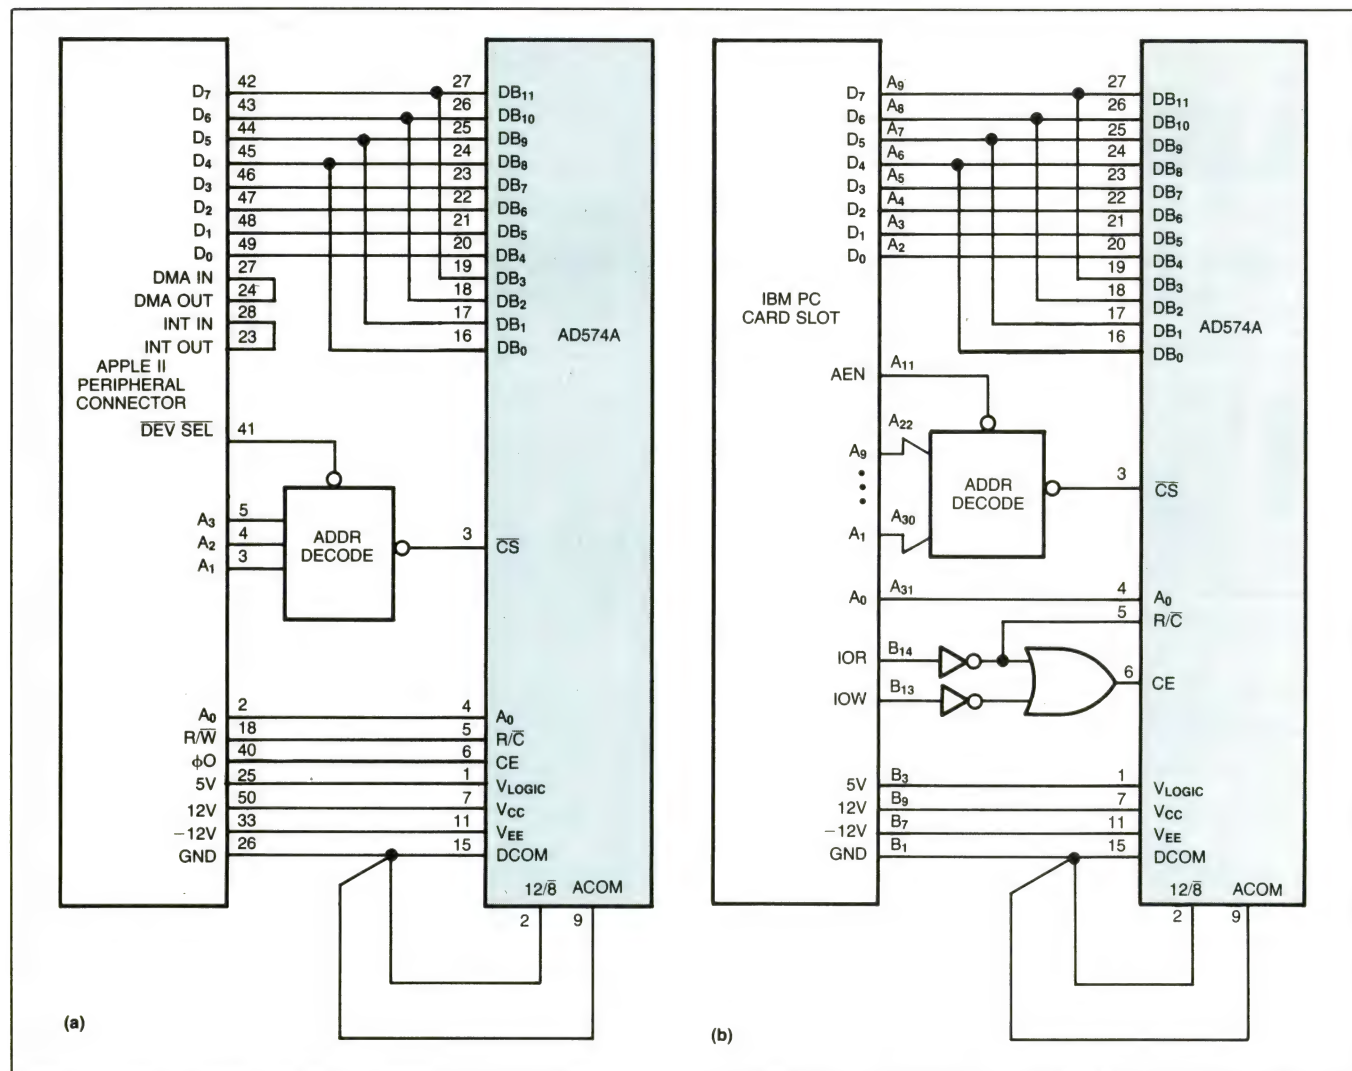 42 27
D₇ DB₁₁
43 26
D₆ DB₁₀
44 25
D₅ DB₉
45 24
D₄ DB₈
46 23
D₃ DB₇
47 22
D₂ DB₆
48 21
D₁ DB₅
49 20
D₀ DB₄
27 19
DMA IN DB₃
24 18
DMA OUT DB₂
28 17
INT IN DB₁
23 16
INT OUT DB₀
AD574A
APPLE II
PERIPHERAL
CONNECTOR
D̅E̅V̅ S̅E̅L̅ 41
A₃ 5
A₂ 4
A₁ 3
ADDR
DECODE
3 C̅S̅
A₀ 2 4 A₀
R/W̅ 18 5 R/C̅
ϕO 40 6 CE
5V 25 1 VLOGIC
12V 50 7 VCC
−12V 33 11 VEE
GND 26 15 DCOM
12/8̅ ACOM
2 9
(a)
A₉ 27
D₇ DB₁₁
A₈ 26
D₆ DB₁₀
A₇ 25
D₅ DB₉
A₆ 24
D₄ DB₈
A₅ 23
D₃ DB₇
A₄ 22
D₂ DB₆
A₃ 21
D₁ DB₅
A₂ 20
D₀ DB₄
19
DB₃
18
DB₂
17
DB₁
16
DB₀
IBM PC
CARD SLOT
AD574A
AEN A₁₁
A₉ A₂₂
A₁ A₃₀
ADDR
DECODE
3 C̅S̅
A₀ A₃₁ 4 A₀
5 R/C̅
IOR B₁₄
6 CE
IOW B₁₃
5V B₃ 1 VLOGIC
12V B₉ 7 VCC
−12V B₇ 11 VEE
GND B₁ 15 DCOM
12/8̅ ACOM
2 9
(b)